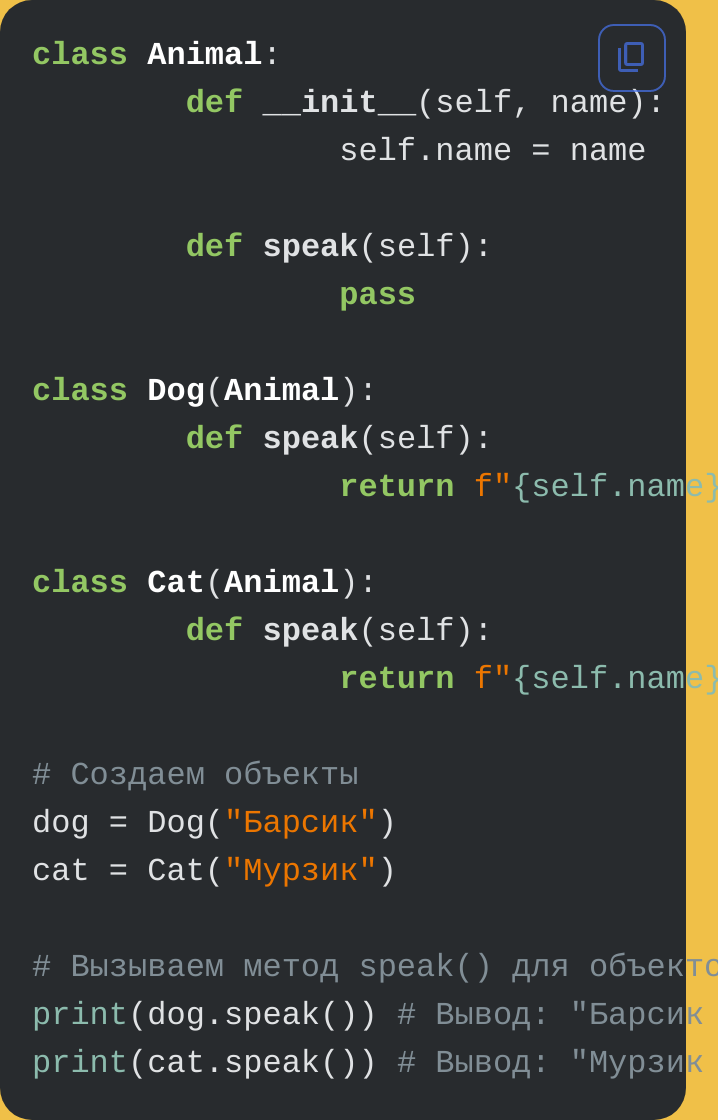 class Animal:
        def __init__(self, name):
                self.name = name

        def speak(self):
                pass

class Dog(Animal):
        def speak(self):
                return f"{self.name}

class Cat(Animal):
        def speak(self):
                return f"{self.name}

# Создаем объекты
dog = Dog("Барсик")
cat = Cat("Мурзик")

# Вызываем метод speak() для объекто
print(dog.speak()) # Вывод: "Барсик
print(cat.speak()) # Вывод: "Мурзик